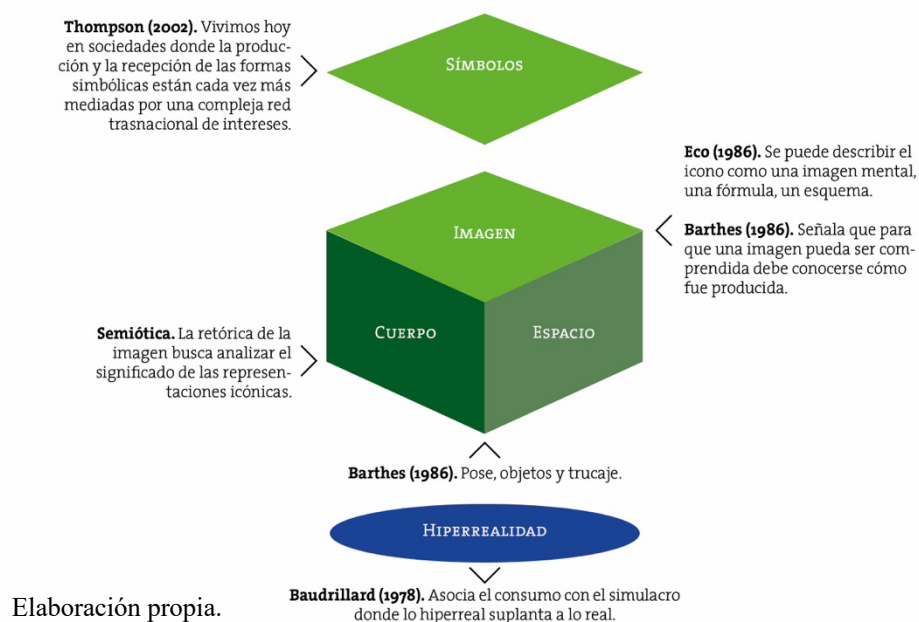 Thompson (2002). Vivimos hoy
en sociedades donde la produc-
ción y la recepción de las formas
simbólicas están cada vez más
mediadas por una compleja red
trasnacional de intereses.
Símbolos
Eco (1986). Se puede describir el
icono como una imagen mental,
una fórmula, un esquema.
Barthes (1986). Señala que para
que una imagen pueda ser com-
prendida debe conocerse cómo
fue producida.
Imagen
Cuerpo
Espacio
Semiótica. La retórica de la
imagen busca analizar el
significado de las represen-
taciones icónicas.
Barthes (1986). Pose, objetos y trucaje.
Hiperrealidad
Baudrillard (1978). Asocia el consumo con el simulacro
donde lo hiperreal suplanta a lo real.
Elaboración propia.